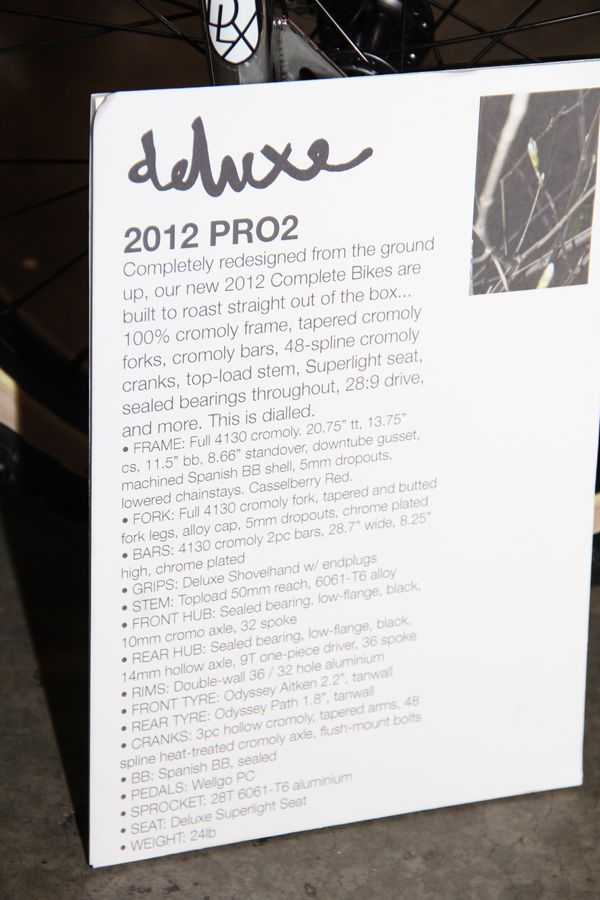 DLX
deluxe
2012 PRO2
Completely redesigned from the ground
up, our new 2012 Complete Bikes are
built to roast straight out of the box...
100% cromoly frame, tapered cromoly
forks, cromoly bars, 48-spline cromoly
cranks, top-load stem, Superlight seat,
sealed bearings throughout, 28:9 drive,
and more. This is dialled.
• FRAME: Full 4130 cromoly. 20.75" tt, 13.75"
cs, 11.5" bb, 8.66" standover, downtube gusset,
machined Spanish BB shell, 5mm dropouts,
lowered chainstays. Casselberry Red.
• FORK: Full 4130 cromoly fork, tapered and butted
fork legs, alloy cap, 5mm dropouts, chrome plated
• BARS: 4130 cromoly 2pc bars, 28.7" wide, 8.25"
high, chrome plated
• GRIPS: Deluxe Shovelhand w/ endplugs
• STEM: Topload 50mm reach, 6061-T6 alloy
• FRONT HUB: Sealed bearing, low-flange, black,
10mm cromo axle, 32 spoke
• REAR HUB: Sealed bearing, low-flange, black,
14mm hollow axle, 9T one-piece driver, 36 spoke
• RIMS: Double-wall 36 / 32 hole aluminium
• FRONT TYRE: Odyssey Aitken 2.2", tanwall
• REAR TYRE: Odyssey Path 1.8", tanwall
• CRANKS: 3pc hollow cromoly, tapered arms, 48
spline heat-treated cromoly axle, flush-mount bolts
• BB: Spanish BB, sealed
• PEDALS: Wellgo PC
• SPROCKET: 28T 6061-T6 aluminium
• SEAT: Deluxe Superlight Seat
• WEIGHT: 24lb